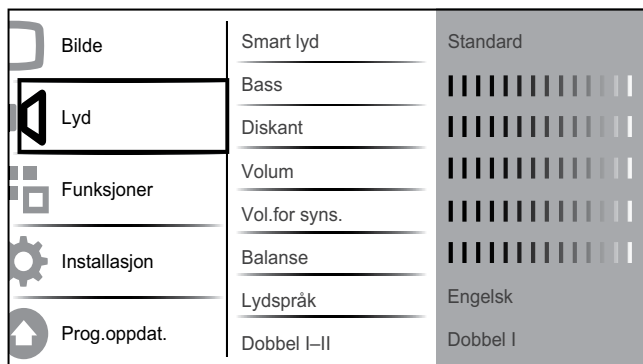 Bilde
Lyd
Funksjoner
Installasjon
Prog.oppdat.
Smart lyd
Bass
Diskant
Volum
Vol.for syns.
Balanse
Lydspråk
Dobbel I–II
Standard
Engelsk
Dobbel I